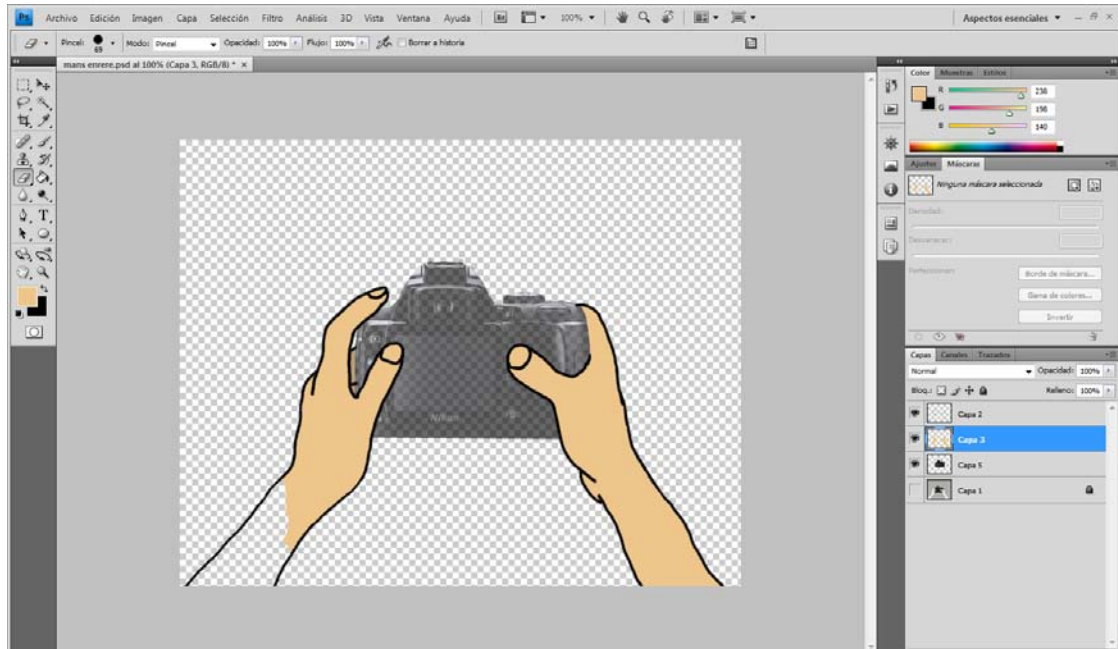 Ps Archivo Edición Imagen Capa Selección Filtro Análisis 3D Vista Ventana Ayuda Br 100% Aspectos esenciales
Pincel: 69 Modo: Pincel Opacidad: 100% Flujo: 100% Borrar a historia
mans enrere.psd al 100% (Capa 3, RGB/8) * ×
Color Muestras Estilos
R 238
G 198
B 140
Ajustes Máscaras
Ninguna máscara seleccionada
Densidad:
Desvanecer:
Perfeccionar:
Borde de máscara...
Gama de colores...
Invertir
Capas Canales Trazados
Normal Opacidad: 100%
Bloq.: Relleno: 100%
Capa 2
Capa 3
Capa 5
Capa 1
Nikon